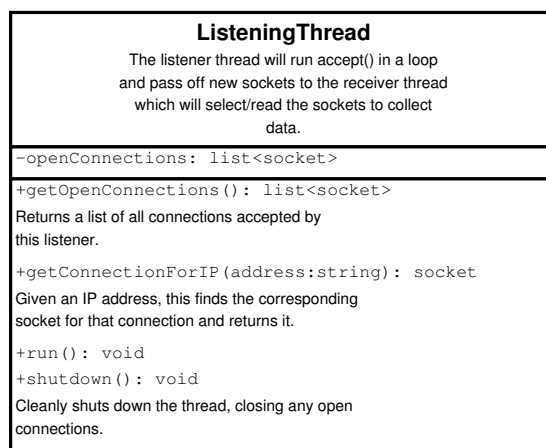 ListeningThread
The listener thread will run accept() in a loop
and pass off new sockets to the receiver thread
which will select/read the sockets to collect
data.
-openConnections: list<socket>
+getOpenConnections(): list<socket>
Returns a list of all connections accepted by
this listener.
+getConnectionForIP(address:string): socket
Given an IP address, this finds the corresponding
socket for that connection and returns it.
+run(): void
+shutdown(): void
Cleanly shuts down the thread, closing any open
connections.